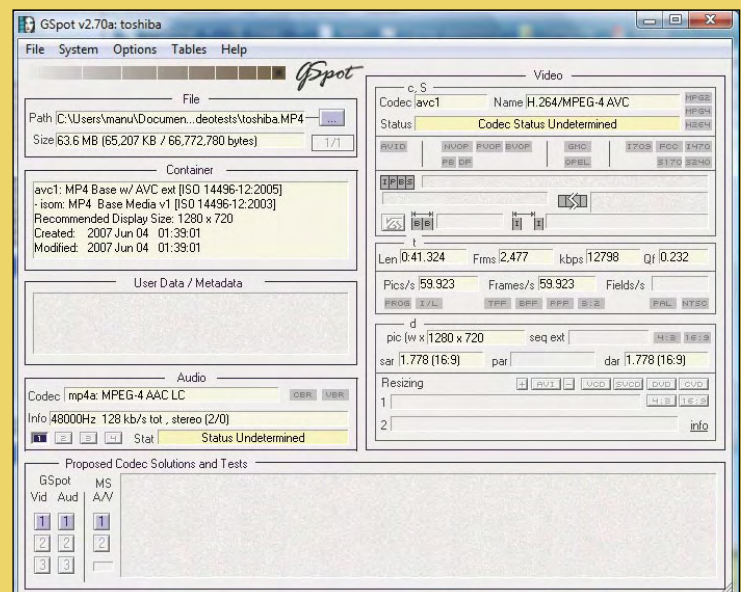 GSpot v2.70a: toshiba
File System Options Tables Help
GSpot
File
Path C:\Users\manu\Documen...deotests\toshiba.MP4 ...
Size 63.6 MB (65,207 KB / 66,772,780 bytes) 1/1
Container
avc1: MP4 Base w/ AVC ext [ISO 14496-12:2005]
- isom: MP4 Base Media v1 [ISO 14496-12:2003]
Recommended Display Size: 1280 x 720
Created: 2007 Jun 04 01:39:01
Modified: 2007 Jun 04 01:39:01
User Data / Metadata
Audio
Codec mp4a: MPEG-4 AAC LC CBR VBR
Info 48000Hz 128 kb/s tot , stereo (2/0)
1 2 3 4 Stat Status Undetermined
Video
c, S
Codec avc1 Name H.264/MPEG-4 AVC MPG2
MPG4
Status Codec Status Undetermined H264
AVID NVOP PVOP BVOP GMC I709 FCC I470
PB DP QPEL S170 S240
I P B S
B B I I
t
Len 0:41.324 Frms 2,477 kbps 12798 Qf 0.232
Pics/s 59.923 Frames/s 59.923 Fields/s
PROG I/L TFF BFF RFF 3:2 PAL NTSC
d
pic (w x 1280 x 720 seq ext 4:3 16:9
sar 1.778 (16:9) par dar 1.778 (16:9)
Resizing + AVI - VCD SVCD DVD CVD
1 4:3 16:9
2 info
Proposed Codec Solutions and Tests
GSpot MS
Vid Aud A/V
1 1 1
2 2 2
3 3